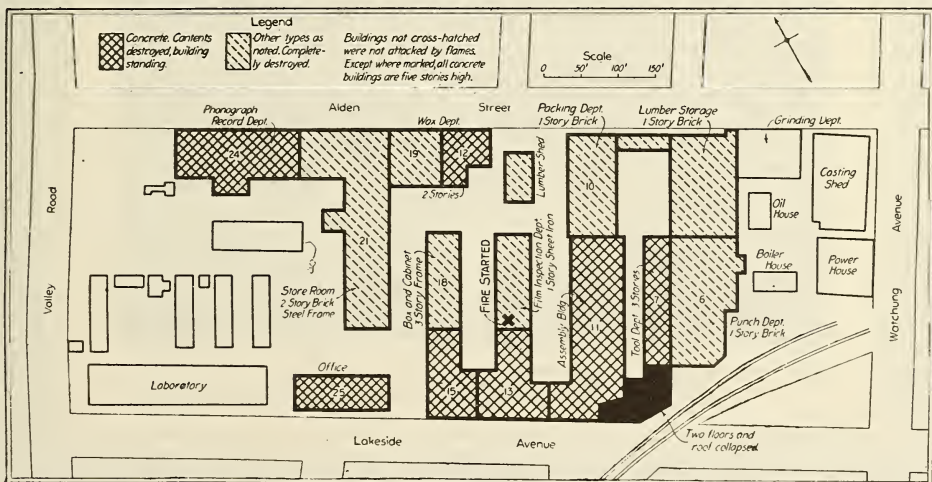 Legend
Concrete. Contents
destroyed, building
standing.
Other types as
noted. Complete-
ly destroyed.
Buildings not cross-hatched
were not attacked by flames.
Except where marked, all concrete
buildings are five stories high.
Scale
0 50' 100' 150'
Alden
Street
Phonograph
Record Dept.
24
Wax Dept.
19
12
2 Stories
Lumber Shed
Packing Dept.
1 Story Brick
10
Lumber Storage
1 Story Brick
Grinding Dept.
Casting
Shed
Oil
House
Boiler
House
Power
House
Road
Valley
Avenue
Watchung
21
Store Room
2 Story Brick
Steel Frame
Box and Cabinet
3 Story Frame
18
FIRE STARTED
Film Inspection Dept.
1 Story Sheet Iron
Assembly Bldg.
11
Tool Dept. 3 Stories
7
6
Punch Dept.
1 Story Brick
Laboratory
Office
25
15
13
Two floors and
roof collapsed
Lakeside
Avenue